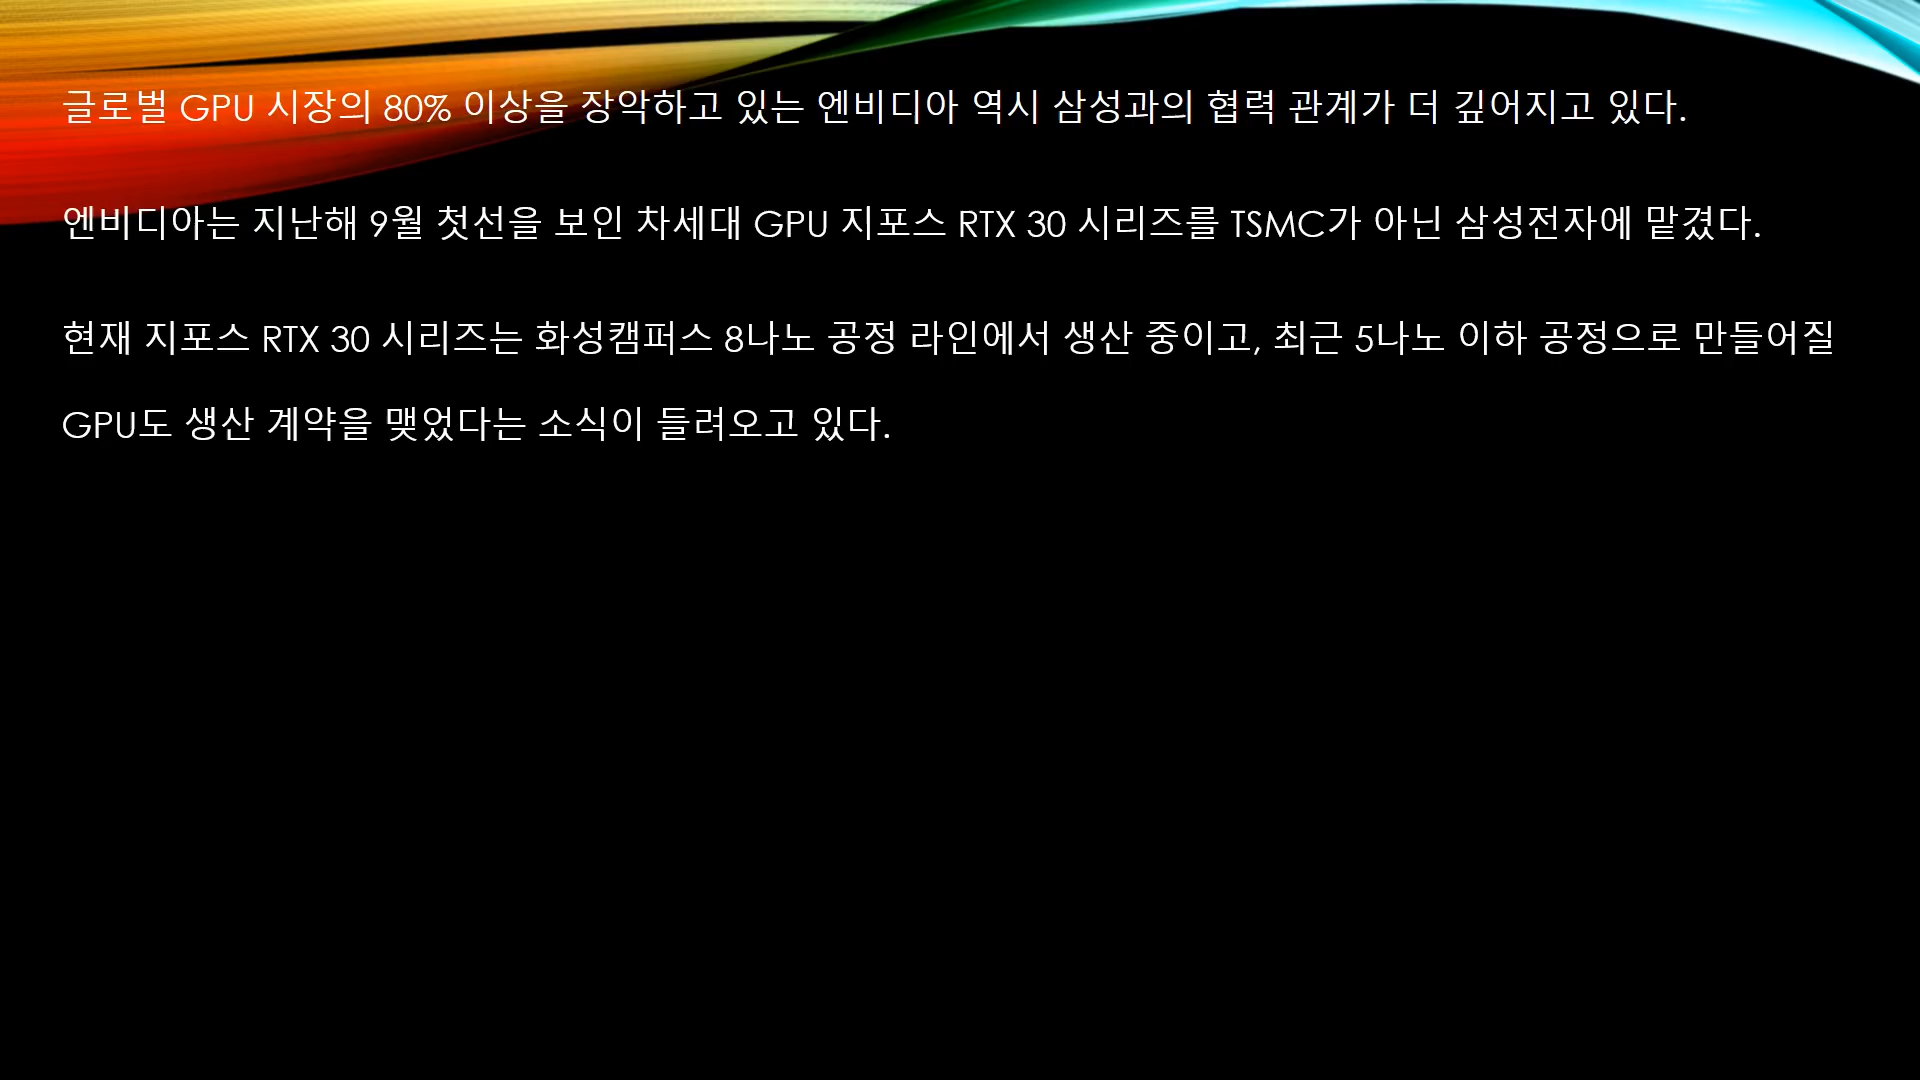 글로벌 GPU 시장의 80% 이상을 장악하고 있는 엔비디아 역시 삼성과의 협력 관계가 더 깊어지고 있다.
엔비디아는 지난해 9월 첫선을 보인 차세대 GPU 지포스 RTX 30 시리즈를 TSMC가 아닌 삼성전자에 맡겼다.
현재 지포스 RTX 30 시리즈는 화성캠퍼스 8나노 공정 라인에서 생산 중이고, 최근 5나노 이하 공정으로 만들어질
GPU도 생산 계약을 맺었다는 소식이 들려오고 있다.